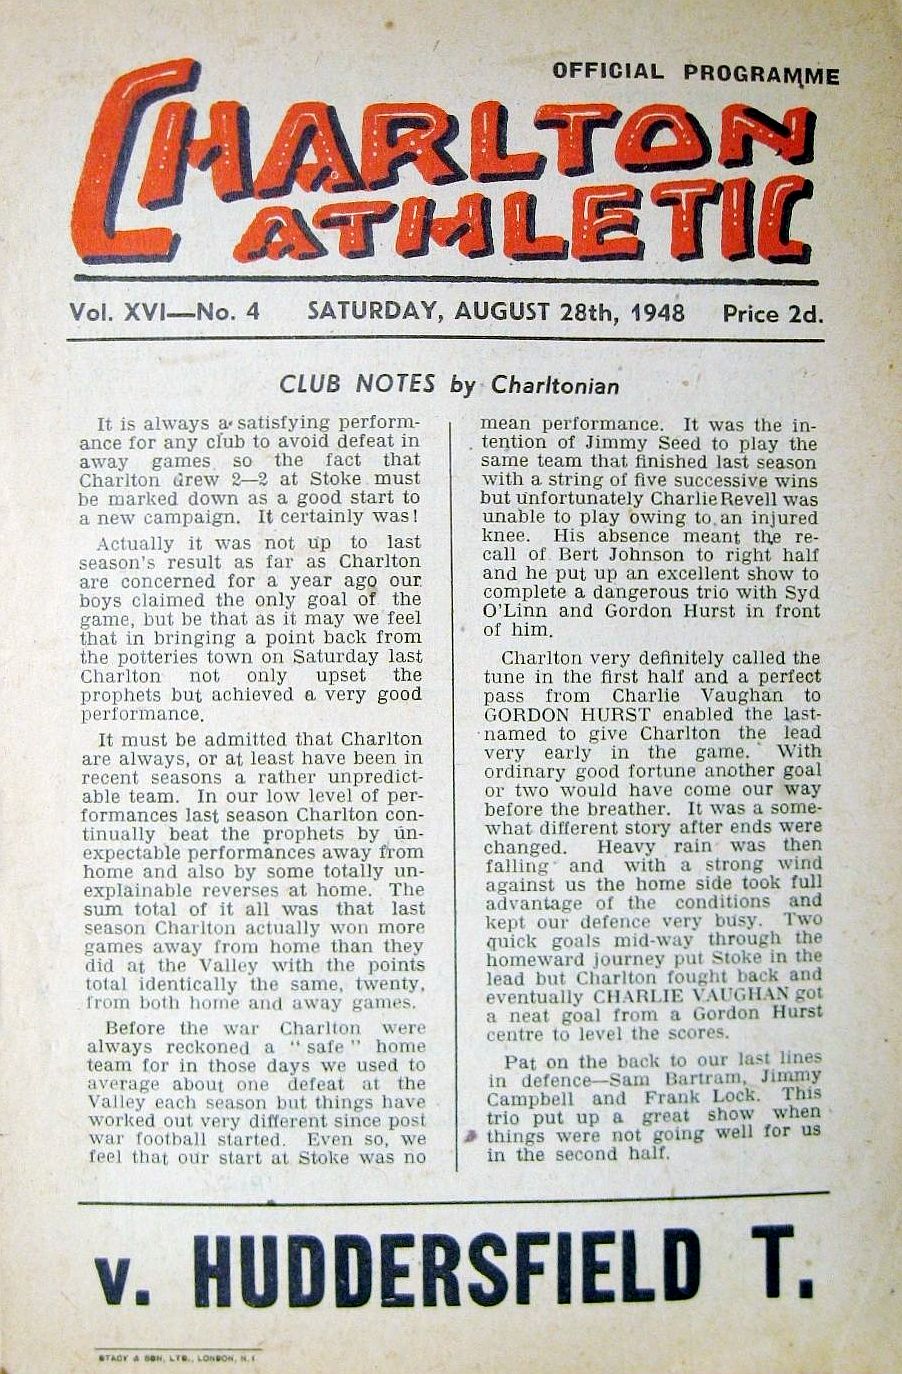 OFFICIAL PROGRAMME
CHARLTON
ATHLETIC
Vol. XVI—No. 4 SATURDAY, AUGUST 28th, 1948 Price 2d.
CLUB NOTES by Charltonian
It is always a satisfying perform-
ance for any club to avoid defeat in
away games so the fact that
Charlton drew 2—2 at Stoke must
be marked down as a good start to
a new campaign. It certainly was!
Actually it was not up to last
season's result as far as Charlton
are concerned for a year ago our
boys claimed the only goal of the
game, but be that as it may we feel
that in bringing a point back from
the potteries town on Saturday last
Charlton not only upset the
prophets but achieved a very good
performance.
It must be admitted that Charlton
are always, or at least have been in
recent seasons a rather unpredict-
able team. In our low level of per-
formances last season Charlton con-
tinually beat the prophets by un-
expectable performances away from
home and also by some totally un-
explainable reverses at home. The
sum total of it all was that last
season Charlton actually won more
games away from home than they
did at the Valley with the points
total identically the same, twenty,
from both home and away games.
Before the war Charlton were
always reckoned a "safe" home
team for in those days we used to
average about one defeat at the
Valley each season but things have
worked out very different since post
war football started. Even so, we
feel that our start at Stoke was no
mean performance. It was the in-
tention of Jimmy Seed to play the
same team that finished last season
with a string of five successive wins
but unfortunately Charlie Revell was
unable to play owing to an injured
knee. His absence meant the re-
call of Bert Johnson to right half
and he put up an excellent show to
complete a dangerous trio with Syd
O'Linn and Gordon Hurst in front
of him.
Charlton very definitely called the
tune in the first half and a perfect
pass from Charlie Vaughan to
GORDON HURST enabled the last-
named to give Charlton the lead
very early in the game. With
ordinary good fortune another goal
or two would have come our way
before the breather. It was a some-
what different story after ends were
changed. Heavy rain was then
falling and with a strong wind
against us the home side took full
advantage of the conditions and
kept our defence very busy. Two
quick goals mid-way through the
homeward journey put Stoke in the
lead but Charlton fought back and
eventually CHARLIE VAUGHAN got
a neat goal from a Gordon Hurst
centre to level the scores.
Pat on the back to our last lines
in defence—Sam Bartram, Jimmy
Campbell and Frank Lock. This
trio put up a great show when
things were not going well for us
in the second half.
v. HUDDERSFIELD T.
STACY & SON, LTD., LONDON, N.1